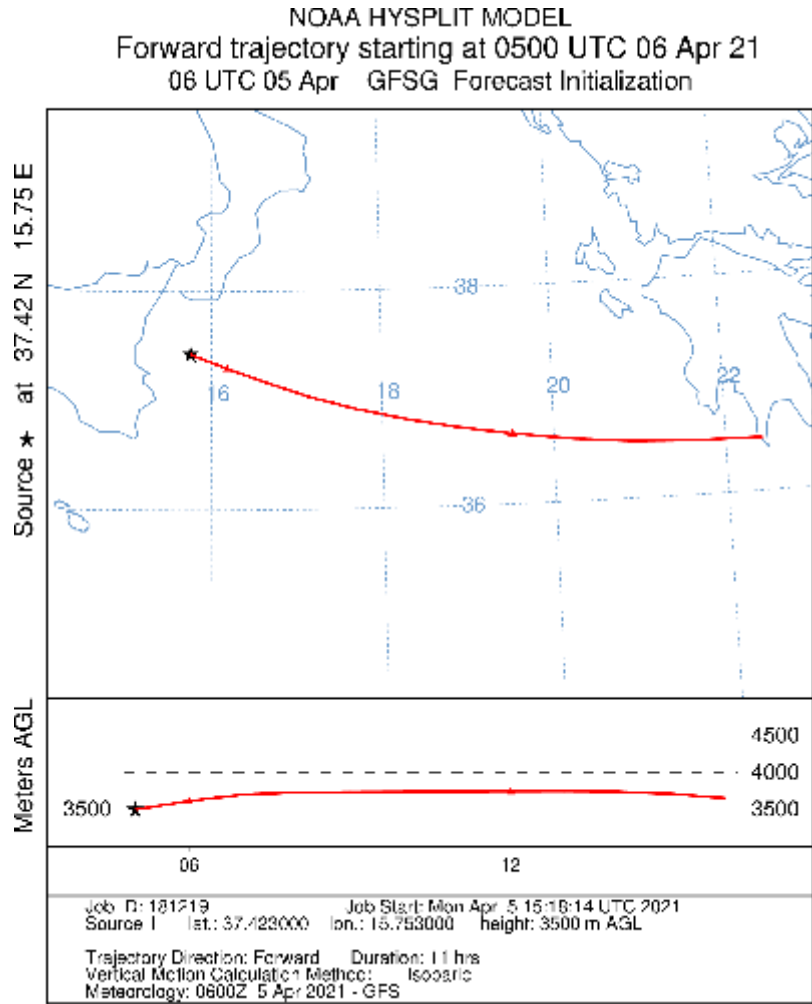 NOAA HYSPLIT MODEL
Forward trajectory starting at 0500 UTC 06 Apr 21
06 UTC 05 Apr GFSG Forecast Initialization
Source ★ at 37.42 N 15.75 E
38
16
18
20
22
36
Meters AGL
4500
4000
3500
3500
06
12
Job ID: 181219 Job Start: Mon Apr 5 15:18:14 UTC 2021
Source 1 lat.: 37.423000 lon.: 15.753000 height: 3500 m AGL
Trajectory Direction: Forward Duration: 11 hrs
Vertical Motion Calculation Method: Isobaric
Meteorology: 0600Z 5 Apr 2021 - GFS